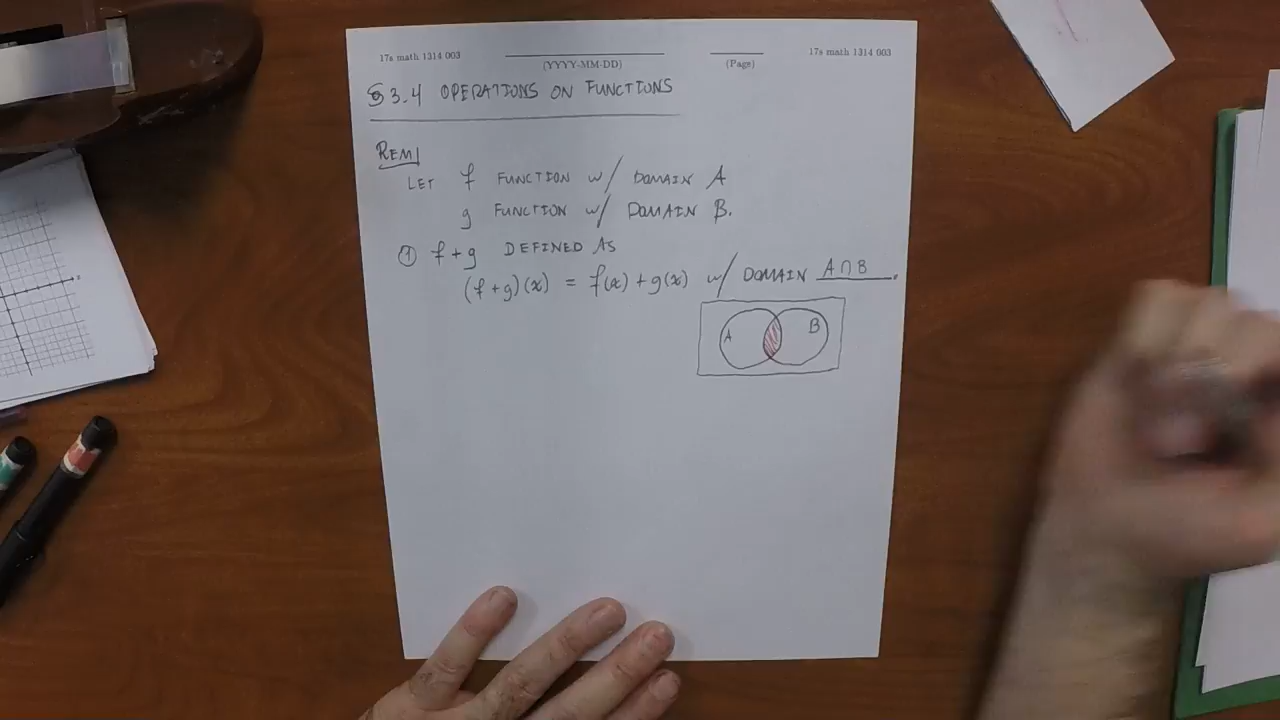 17s math 1314 003 (YYYY-MM-DD) (Page) 17s math 1314 003
§3.4 OPERATIONS ON FUNCTIONS
REM
LET f FUNCTION w/ DOMAIN A
g FUNCTION w/ DOMAIN B.
① f+g DEFINED AS
(f+g)(x) = f(x)+g(x) w/ DOMAIN A∩B.
A B